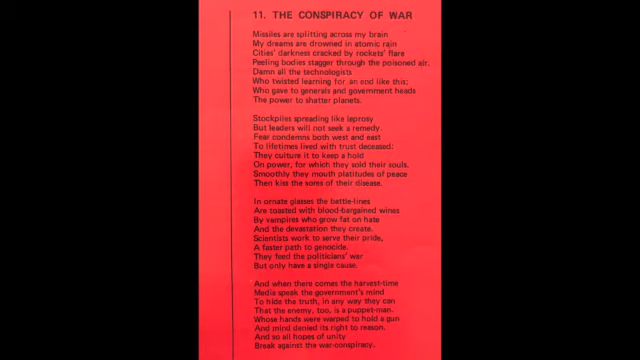 11. THE CONSPIRACY OF WAR
Missiles are splitting across my brain
My dreams are drowned in atomic rain
Cities' darkness cracked by rockets' flare
Peeling bodies stagger through the poisoned air.
Damn all the technologists
Who twisted learning for an end like this;
Who gave to generals and government heads
The power to shatter planets.
Stockpiles spreading like leprosy
But leaders will not seek a remedy.
Fear condemns both west and east
To lifetimes lived with trust deceased;
They culture it to keep a hold
On power, for which they sold their souls.
Smoothly they mouth platitudes of peace
Then kiss the sores of their disease.
In ornate glasses the battle-lines
Are toasted with blood-bargained wines
By vampires who grow fat on hate
And the devastation they create.
Scientists work to serve their pride,
A faster path to genocide.
They feed the politicians' war
But only have a single cause.
And when there comes the harvest-time
Media speak the government's mind
To hide the truth, in any way they can
That the enemy, too, is a puppet-man.
Whose hands were warped to hold a gun
And mind denied its right to reason.
And so all hopes of unity
Break against the war-conspiracy.